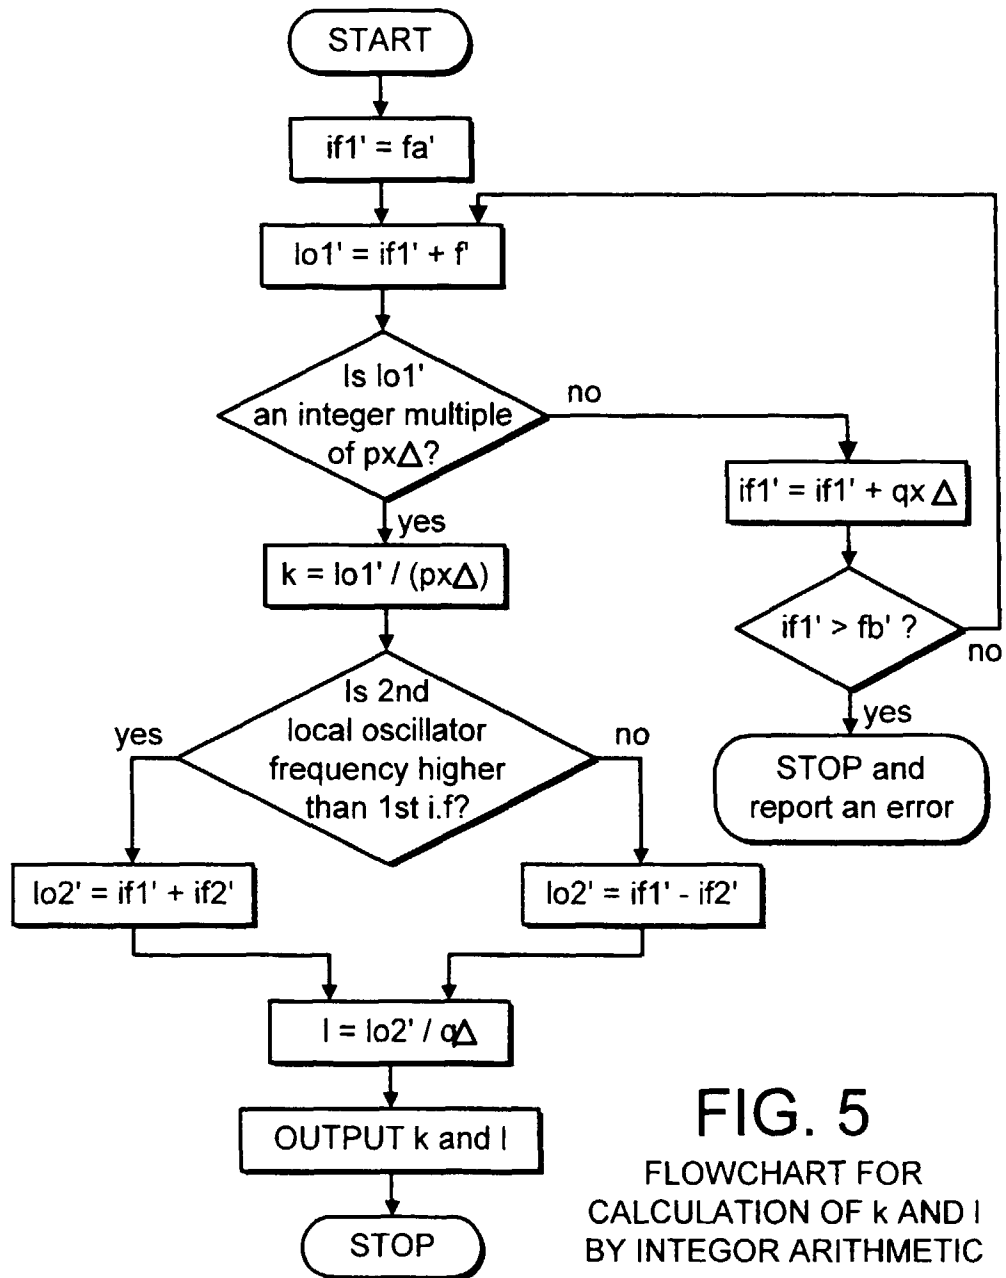 START
if1' = fa'
lo1' = if1' + f'
Is lo1'
an integer multiple
of px∆?
no
yes
if1' = if1' + qx ∆
k = lo1' / (px∆)
if1' > fb' ?
no
yes
STOP and
report an error
Is 2nd
local oscillator
frequency higher
than 1st i.f?
yes
no
lo2' = if1' + if2'
lo2' = if1' - if2'
l = lo2' / q∆
OUTPUT k and l
STOP
FIG. 5
FLOWCHART FOR
CALCULATION OF k AND l
BY INTEGOR ARITHMETIC